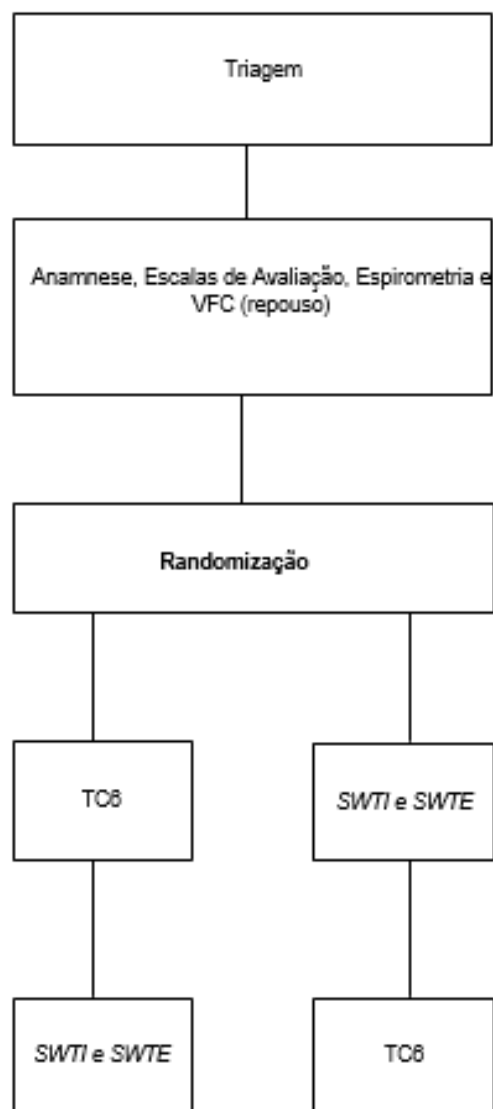 Triagem
Anamnese, Escalas de Avaliação, Espirometria e
VFC (repouso)
Randomização
TC6
SWTI e SWTE
SWTI e SWTE
TC6